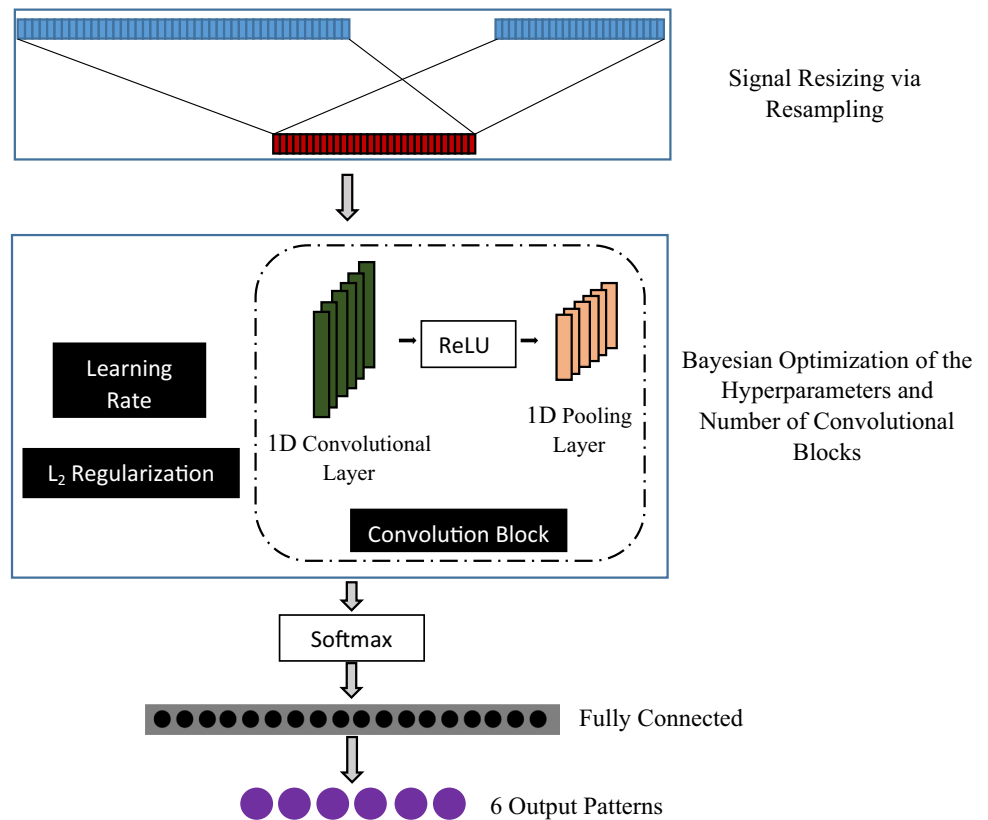 Signal Resizing via
Resampling
Learning
Rate
L₂ Regularization
ReLU
1D Convolutional
Layer
1D Pooling
Layer
Convolution Block
Bayesian Optimization of the
Hyperparameters and
Number of Convolutional
Blocks
Softmax
Fully Connected
6 Output Patterns